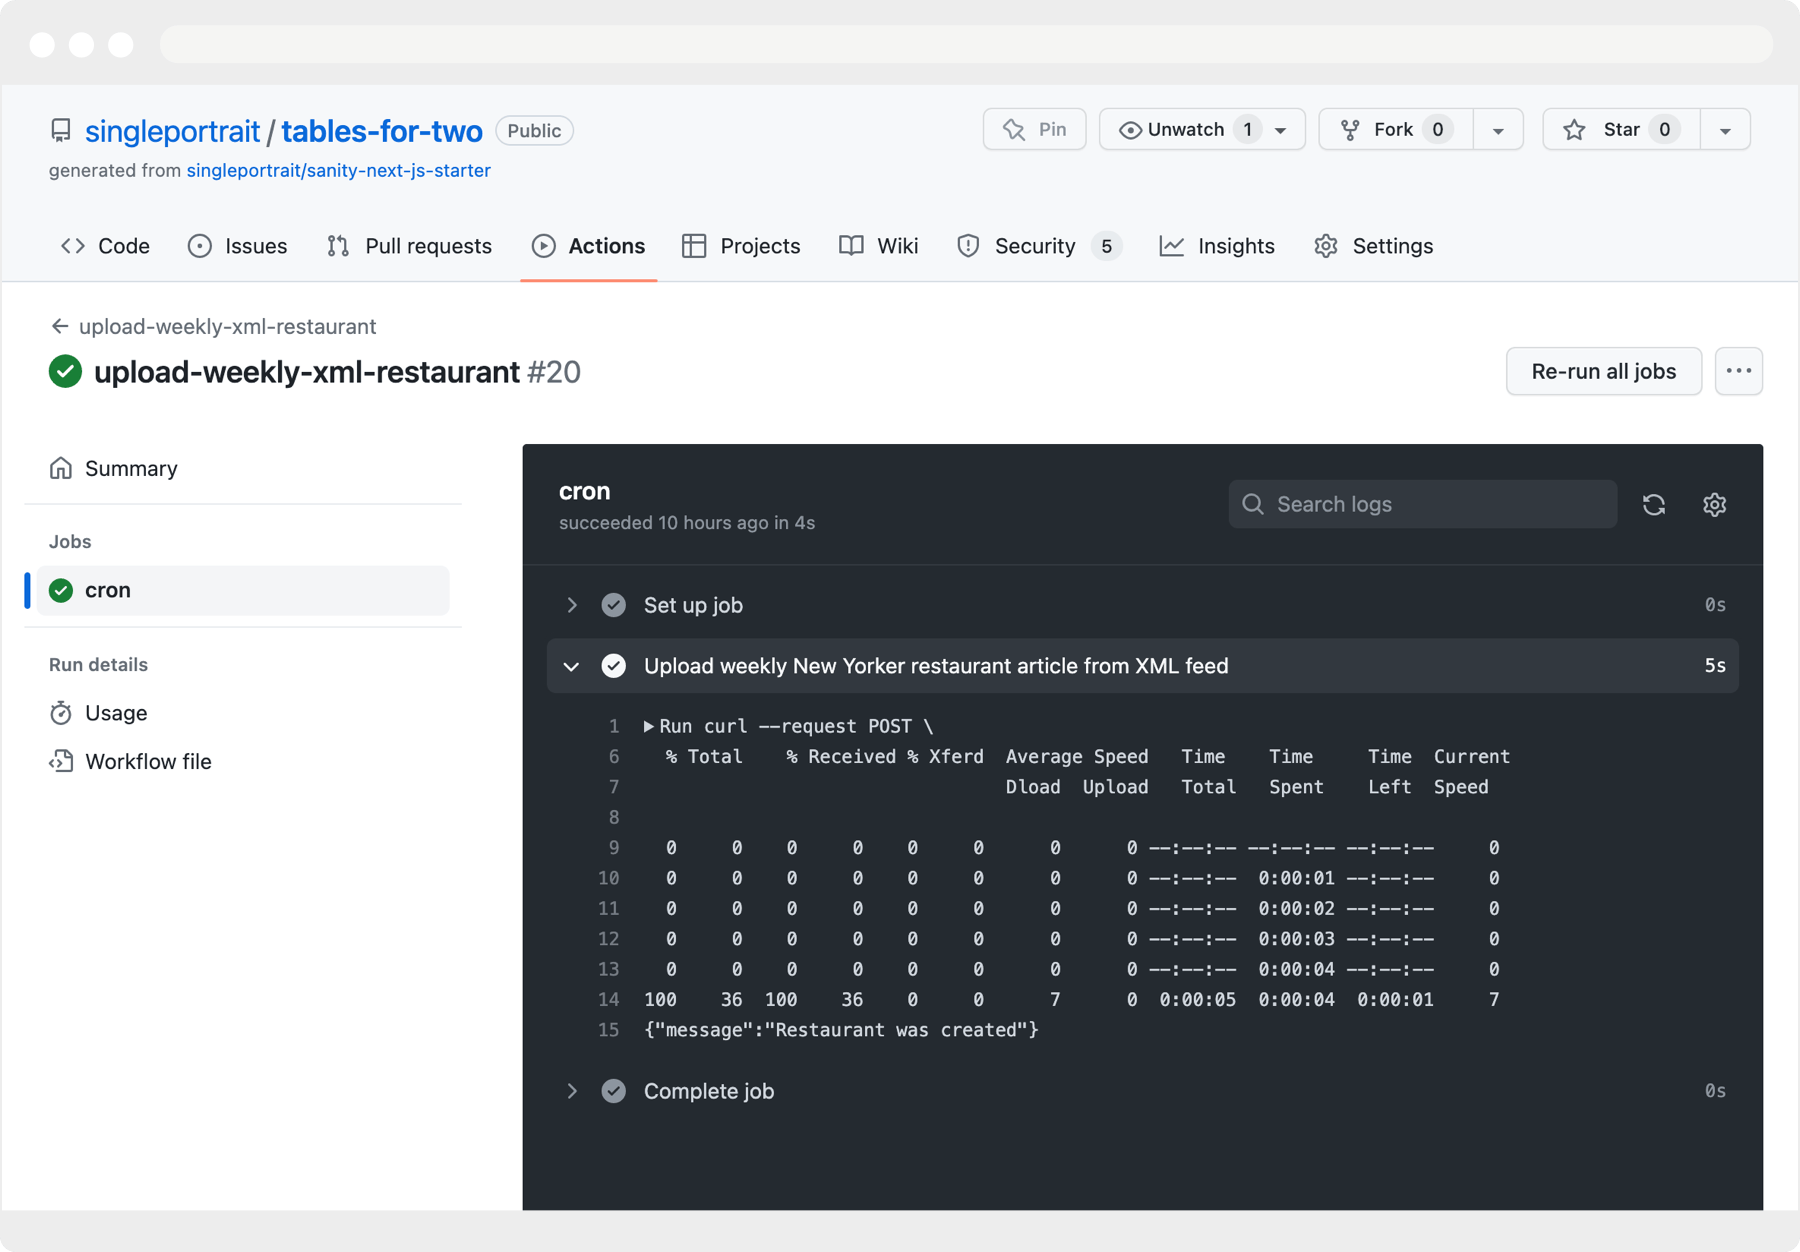 singleportrait / tables-for-two Public
Pin Unwatch 1 Fork 0 Star 0
generated from singleportrait/sanity-next-js-starter
Code Issues Pull requests Actions Projects Wiki Security 5 Insights Settings
← upload-weekly-xml-restaurant
upload-weekly-xml-restaurant #20
Re-run all jobs ...
Summary
Jobs
cron
Run details
Usage
Workflow file
cron
succeeded 10 hours ago in 4s
Search logs
Set up job 0s
Upload weekly New Yorker restaurant article from XML feed 5s
1 ▶Run curl --request POST \
6 % Total % Received % Xferd Average Speed Time Time Time Current
7 Dload Upload Total Spent Left Speed
8
9 0 0 0 0 0 0 0 0 --:--:-- --:--:-- --:--:-- 0
10 0 0 0 0 0 0 0 0 --:--:-- 0:00:01 --:--:-- 0
11 0 0 0 0 0 0 0 0 --:--:-- 0:00:02 --:--:-- 0
12 0 0 0 0 0 0 0 0 --:--:-- 0:00:03 --:--:-- 0
13 0 0 0 0 0 0 0 0 --:--:-- 0:00:04 --:--:-- 0
14 100 36 100 36 0 0 7 0 0:00:05 0:00:04 0:00:01 7
15 {"message":"Restaurant was created"}
Complete job 0s